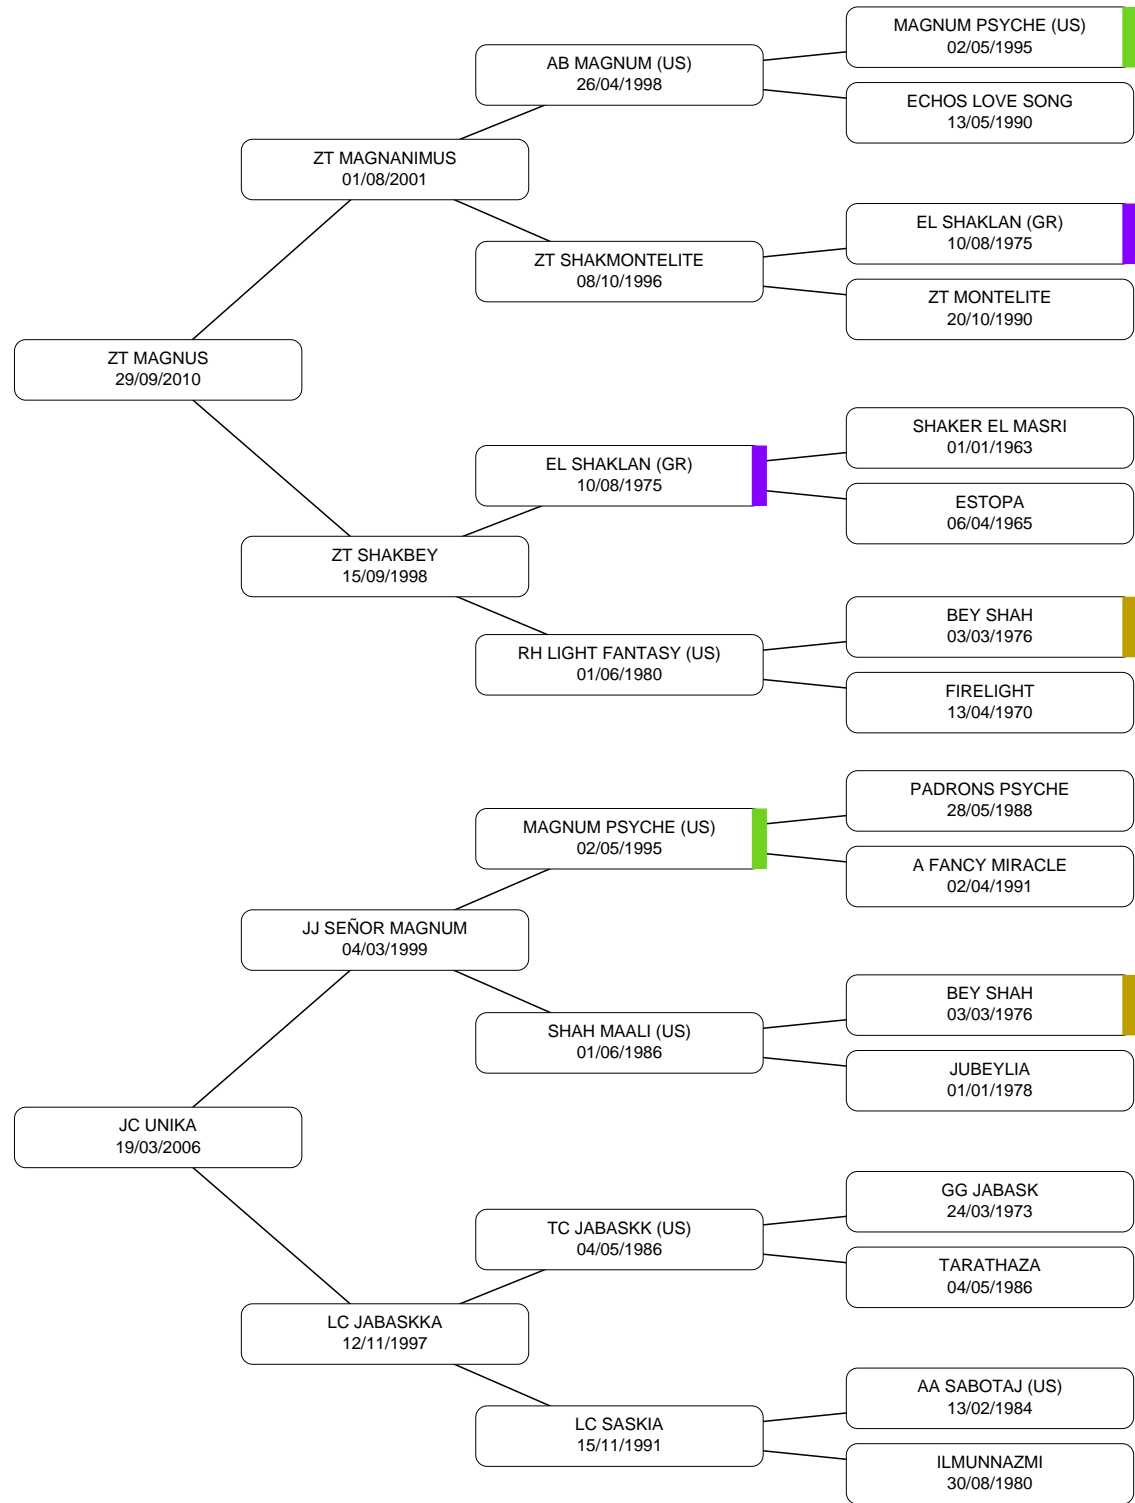 MAGNUM PSYCHE (US)
02/05/1995
AB MAGNUM (US)
26/04/1998
ECHOS LOVE SONG
13/05/1990
ZT MAGNANIMUS
01/08/2001
EL SHAKLAN (GR)
10/08/1975
ZT SHAKMONTELITE
08/10/1996
ZT MONTELITE
20/10/1990
ZT MAGNUS
29/09/2010
SHAKER EL MASRI
01/01/1963
EL SHAKLAN (GR)
10/08/1975
ESTOPA
06/04/1965
ZT SHAKBEY
15/09/1998
BEY SHAH
03/03/1976
RH LIGHT FANTASY (US)
01/06/1980
FIRELIGHT
13/04/1970
PADRONS PSYCHE
28/05/1988
MAGNUM PSYCHE (US)
02/05/1995
A FANCY MIRACLE
02/04/1991
JJ SEÑOR MAGNUM
04/03/1999
BEY SHAH
03/03/1976
SHAH MAALI (US)
01/06/1986
JUBEYLIA
01/01/1978
JC UNIKA
19/03/2006
GG JABASK
24/03/1973
TC JABASKK (US)
04/05/1986
TARATHAZA
04/05/1986
LC JABASKKA
12/11/1997
AA SABOTAJ (US)
13/02/1984
LC SASKIA
15/11/1991
ILMUNNAZMI
30/08/1980